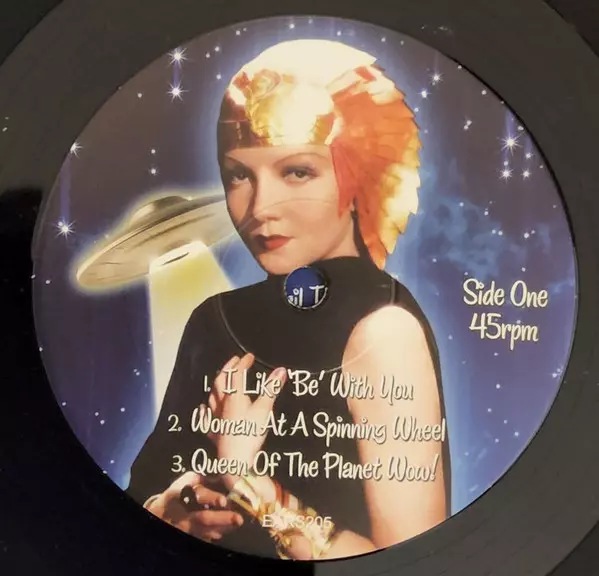 Side One
45rpm
1. I Like 'Be' With You
2. Woman At A Spinning Wheel
3. Queen Of The Planet Wow!